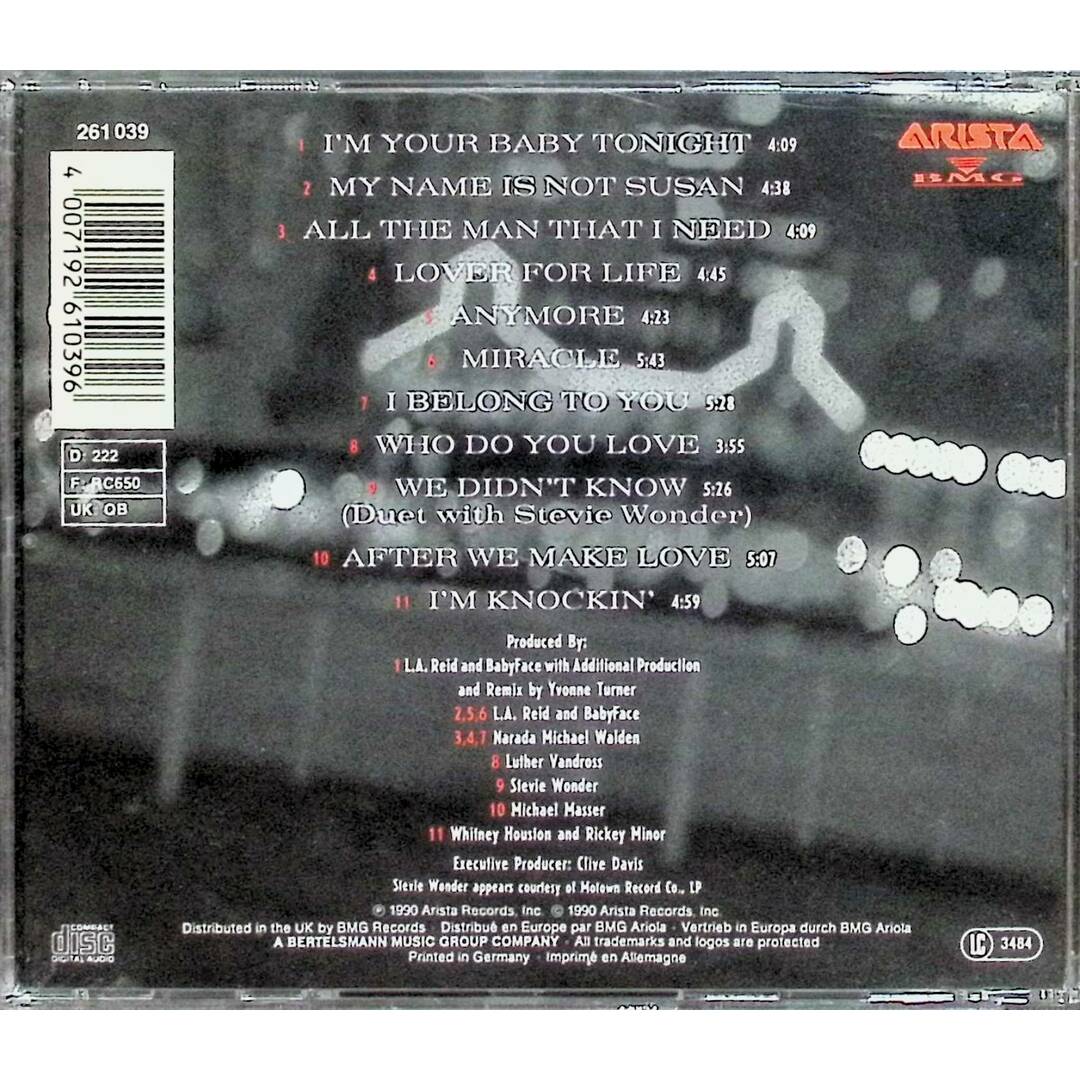 261 039
4 007192 610396
D: 222
F: RC650
UK QB
ARISTA
BMG
1 I'M YOUR BABY TONIGHT 4:09
2 MY NAME IS NOT SUSAN 4:38
3 ALL THE MAN THAT I NEED 4:09
4 LOVER FOR LIFE 4:45
5 ANYMORE 4:23
6 MIRACLE 5:43
7 I BELONG TO YOU 5:28
8 WHO DO YOU LOVE 3:55
9 WE DIDN'T KNOW 5:26
(Duet with Stevie Wonder)
10 AFTER WE MAKE LOVE 5:07
11 I'M KNOCKIN' 4:59
Produced By:
1 L.A. Reid and BabyFace with Additional Production
and Remix by Yvonne Turner
2,5,6 L.A. Reid and BabyFace
3,4,7 Narada Michael Walden
8 Luther Vandross
9 Stevie Wonder
10 Michael Masser
11 Whitney Houston and Rickey Minor
Executive Producer: Clive Davis
Stevie Wonder appears courtesy of Motown Record Co., LP
℗ 1990 Arista Records, Inc. © 1990 Arista Records, Inc.
Distributed in the UK by BMG Records · Distribué en Europe par BMG Ariola · Vertrieb in Europa durch BMG Ariola
A BERTELSMANN MUSIC GROUP COMPANY · All trademarks and logos are protected
Printed in Germany · Imprimé en Allemagne
COMPACT
disc
DIGITAL AUDIO
LC 3484